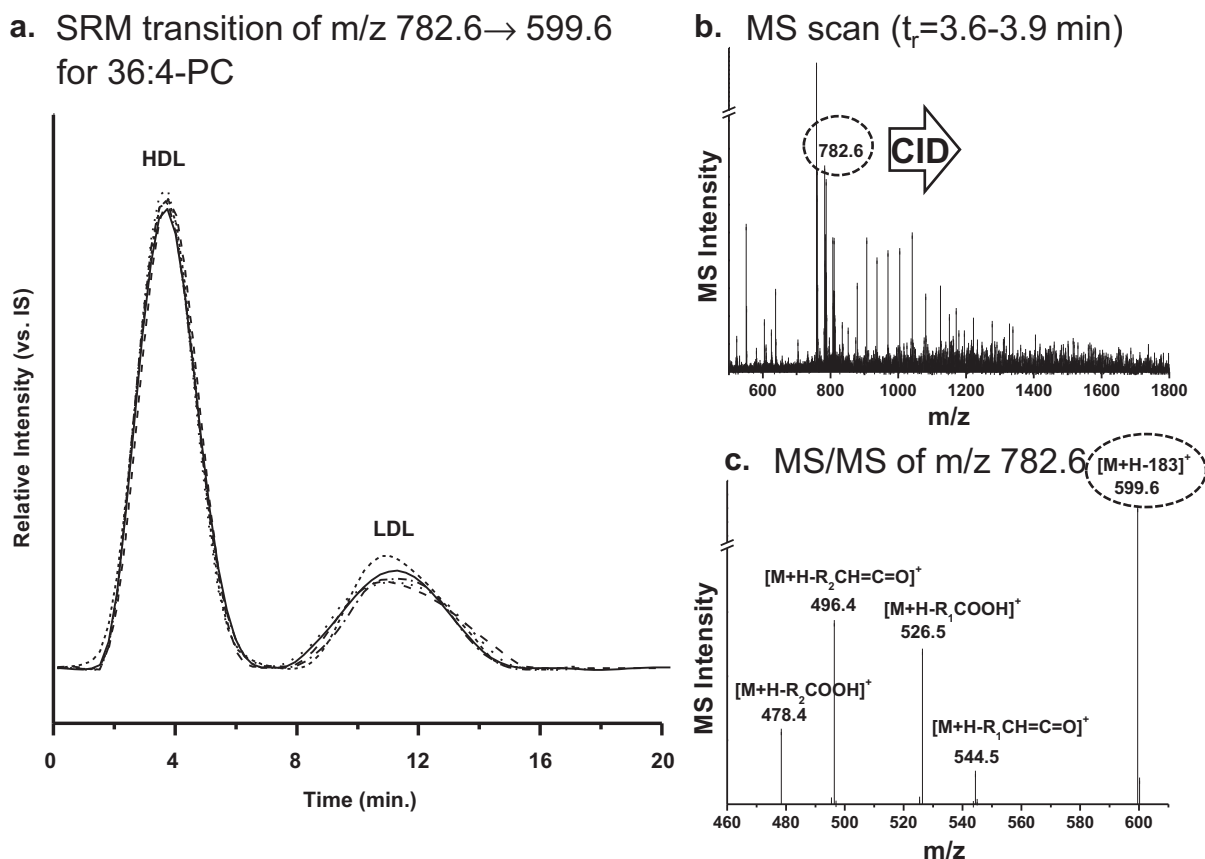 a. SRM transition of m/z 782.6→ 599.6
for 36:4-PC
HDL
LDL
Relative Intensity (vs. IS)
0 4 8 12 16 20
Time (min.)
b. MS scan (tr=3.6-3.9 min)
782.6
CID
MS Intensity
600 800 1000 1200 1400 1600 1800
m/z
c. MS/MS of m/z 782.6
[M+H-183]+
599.6
[M+H-R2CH=C=O]+
496.4
[M+H-R1COOH]+
526.5
[M+H-R2COOH]+
478.4
[M+H-R1CH=C=O]+
544.5
MS Intensity
460 480 500 520 540 560 580 600
m/z